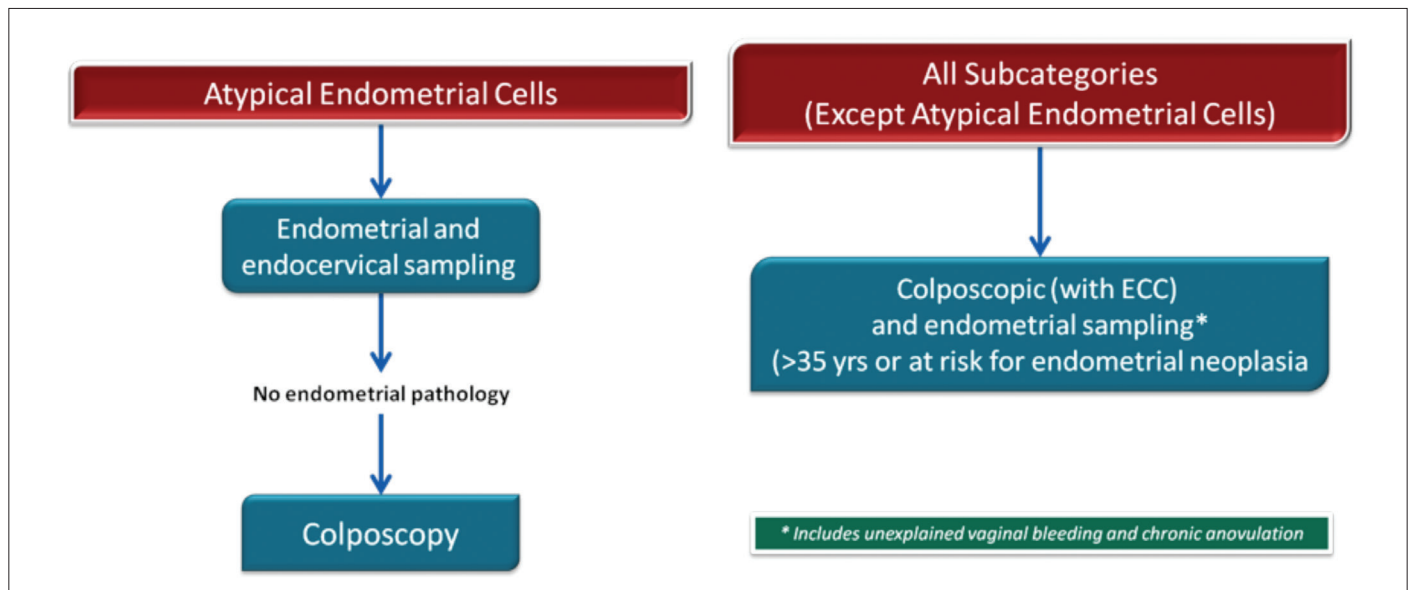 Atypical Endometrial Cells
Endometrial and
endocervical sampling
No endometrial pathology
Colposcopy
All Subcategories
(Except Atypical Endometrial Cells)
Colposcopic (with ECC)
and endometrial sampling*
(>35 yrs or at risk for endometrial neoplasia
* Includes unexplained vaginal bleeding and chronic anovulation